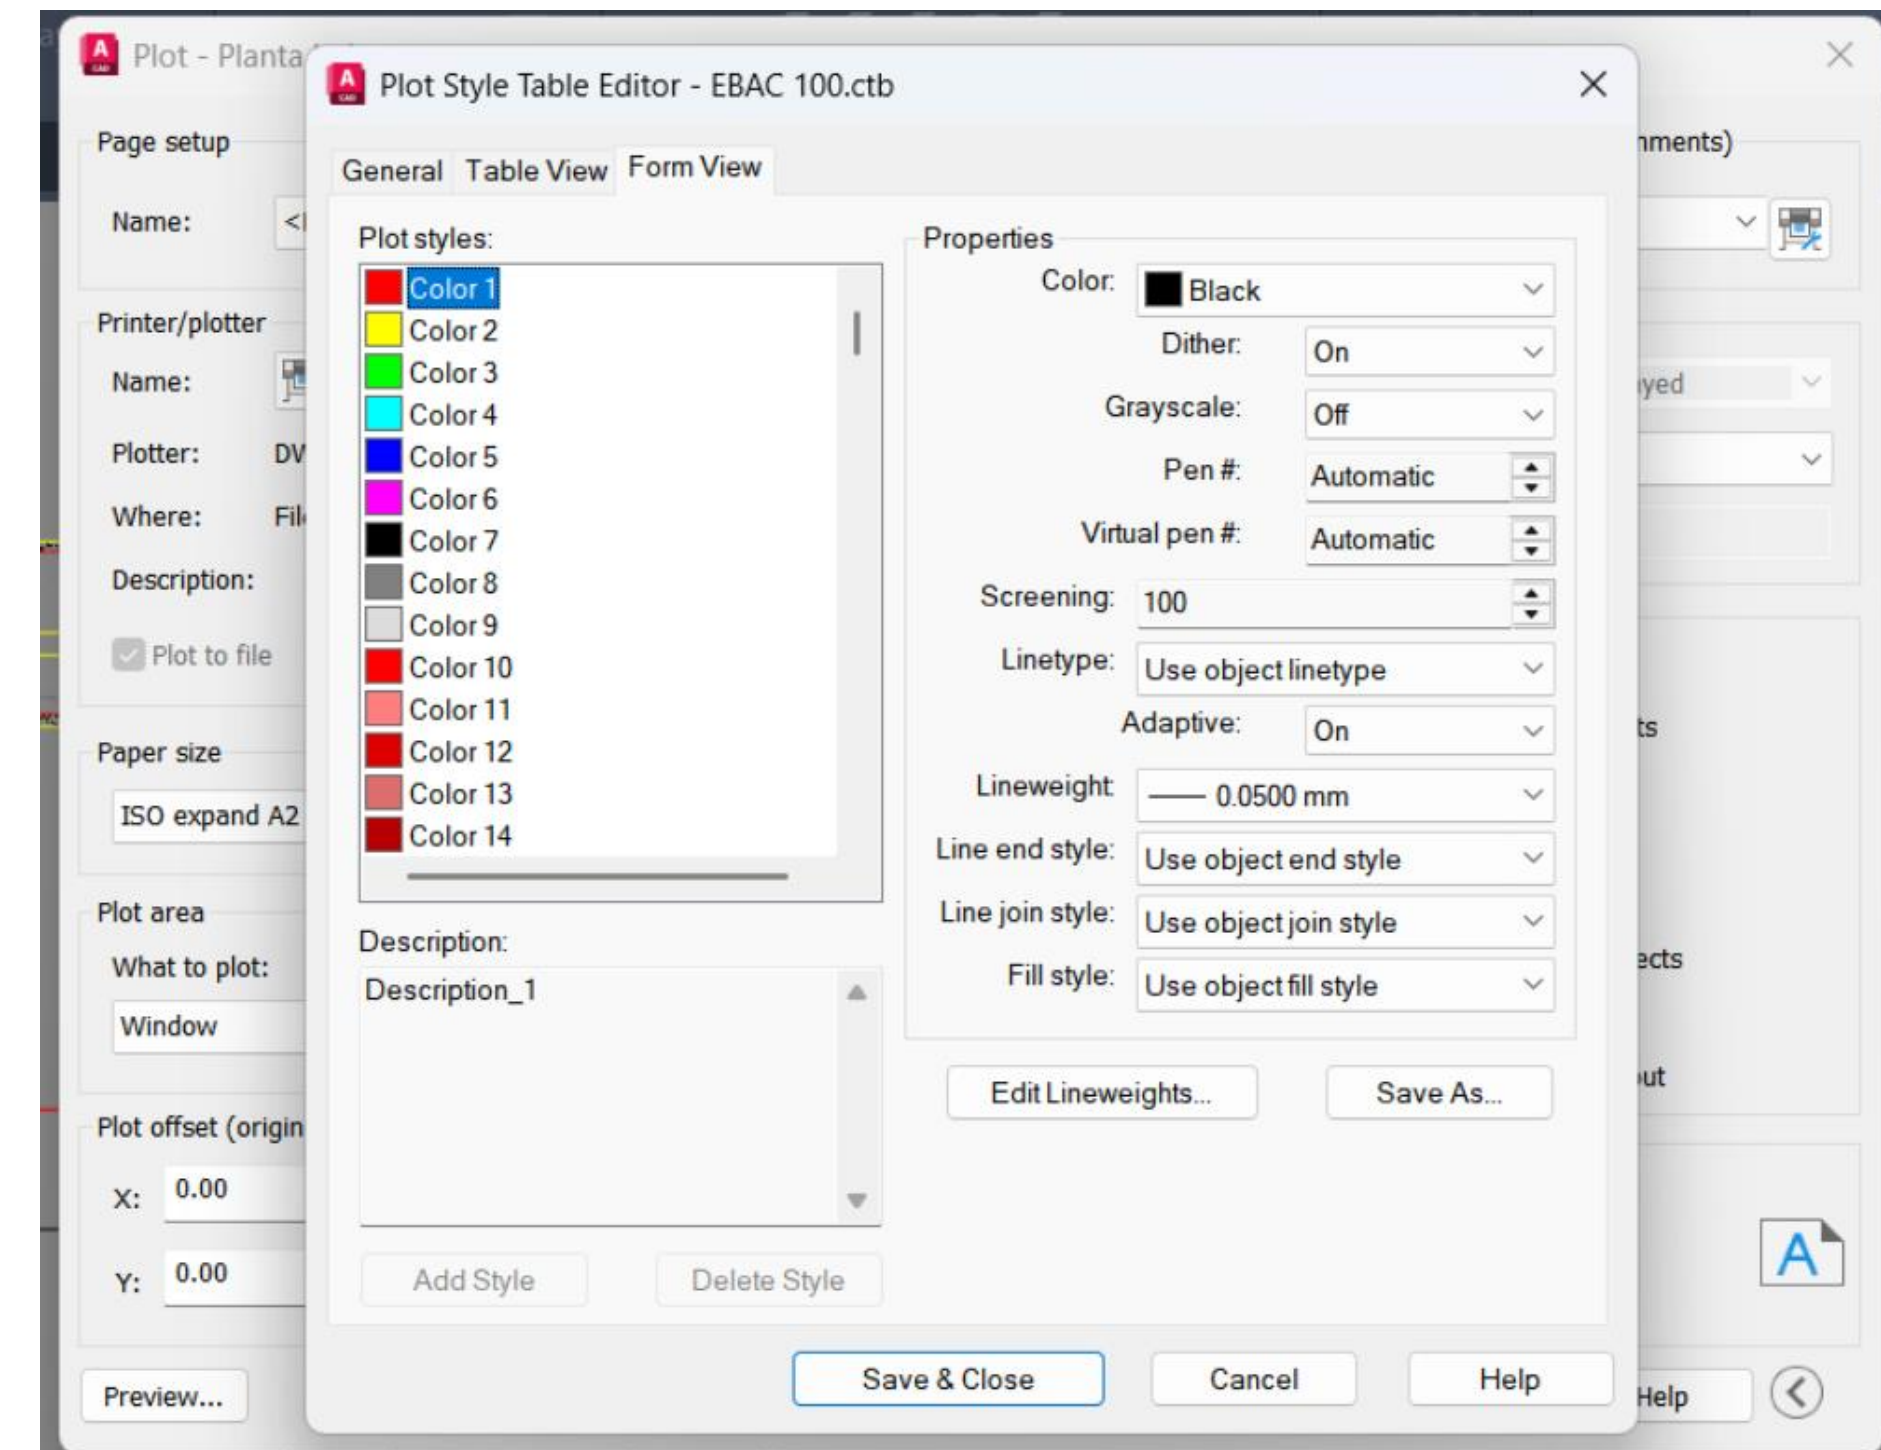 Plot - Planta
Plot Style Table Editor - EBAC 100.ctb
Page setup
Name:
Printer/plotter
Name:
Plotter:
Where:
Description:
Plot to file
Paper size
ISO expand A2
Plot area
What to plot:
Window
Plot offset (origin
X: 0.00
Y: 0.00
Preview...
General Table View Form View
Plot styles:
Color 1
Color 2
Color 3
Color 4
Color 5
Color 6
Color 7
Color 8
Color 9
Color 10
Color 11
Color 12
Color 13
Color 14
Description:
Description_1
Add Style Delete Style
Properties
Color: Black
Dither: On
Grayscale: Off
Pen #: Automatic
Virtual pen #: Automatic
Screening: 100
Linetype: Use object linetype
Adaptive: On
Lineweight: 0.0500 mm
Line end style: Use object end style
Line join style: Use object join style
Fill style: Use object fill style
Edit Lineweights... Save As...
Save & Close Cancel Help
Help